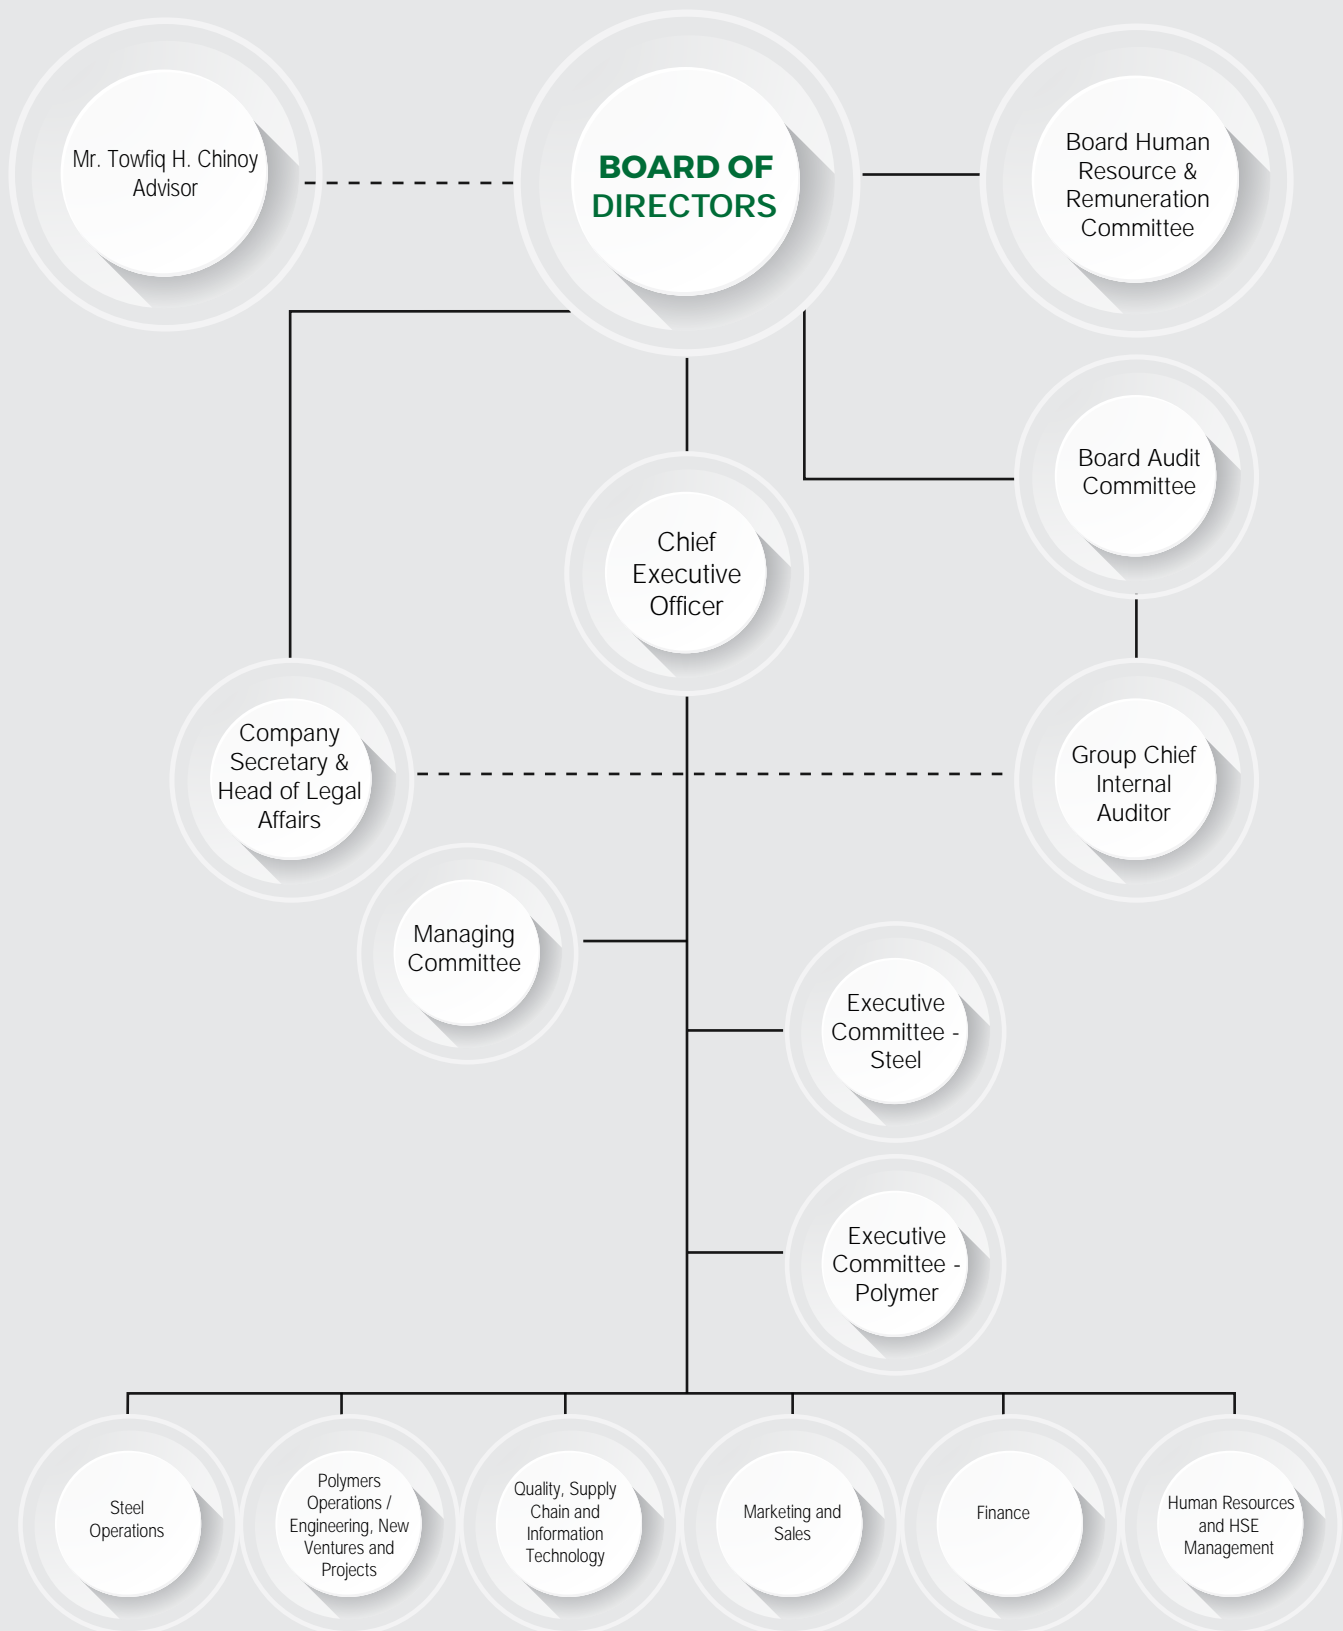 Mr. Towfiq H. Chinoy
Advisor
BOARD OF
DIRECTORS
Board Human
Resource &
Remuneration
Committee
Board Audit
Committee
Chief
Executive
Officer
Company
Secretary &
Head of Legal
Affairs
Group Chief
Internal
Auditor
Managing
Committee
Executive
Committee -
Steel
Executive
Committee -
Polymer
Steel
Operations
Polymers
Operations /
Engineering, New
Ventures and
Projects
Quality, Supply
Chain and
Information
Technology
Marketing and
Sales
Finance
Human Resources
and HSE
Management